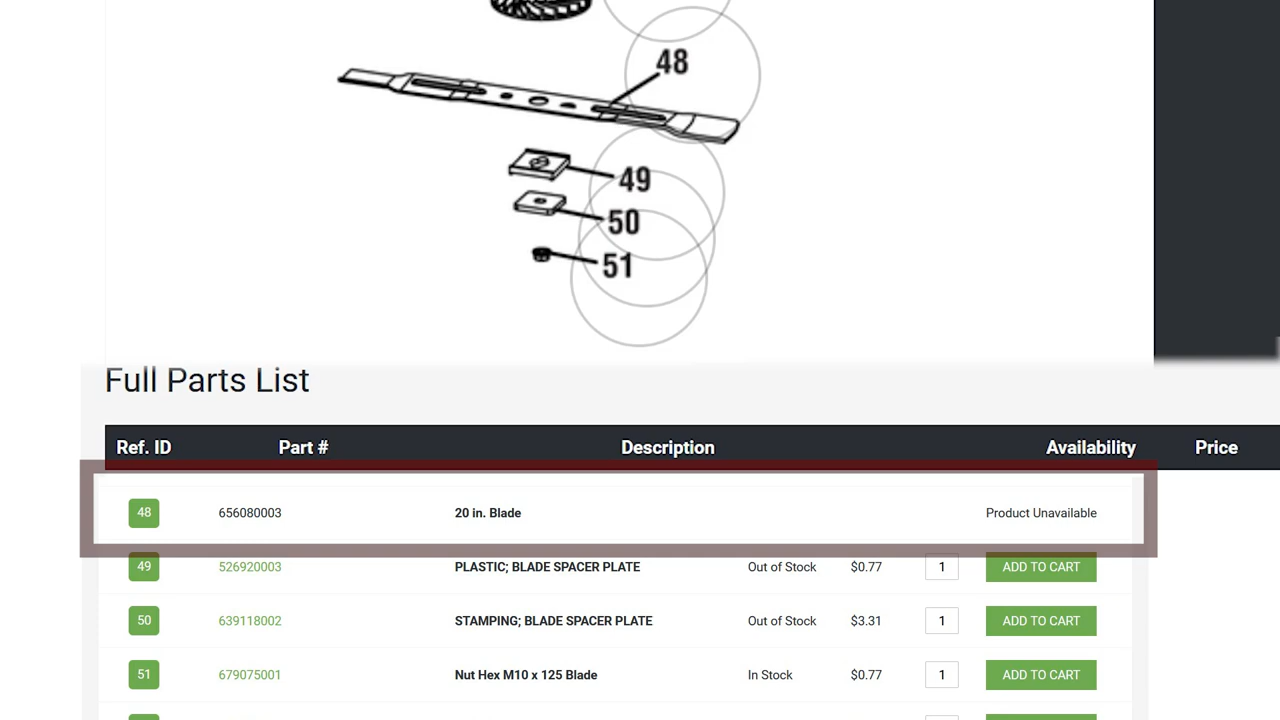 48
49
50
51
Full Parts List
Ref. ID Part # Description Availability Price
48 656080003 20 in. Blade Product Unavailable
49 526920003 PLASTIC; BLADE SPACER PLATE Out of Stock $0.77 1 ADD TO CART
50 639118002 STAMPING; BLADE SPACER PLATE Out of Stock $3.31 1 ADD TO CART
51 679075001 Nut Hex M10 x 125 Blade In Stock $0.77 1 ADD TO CART